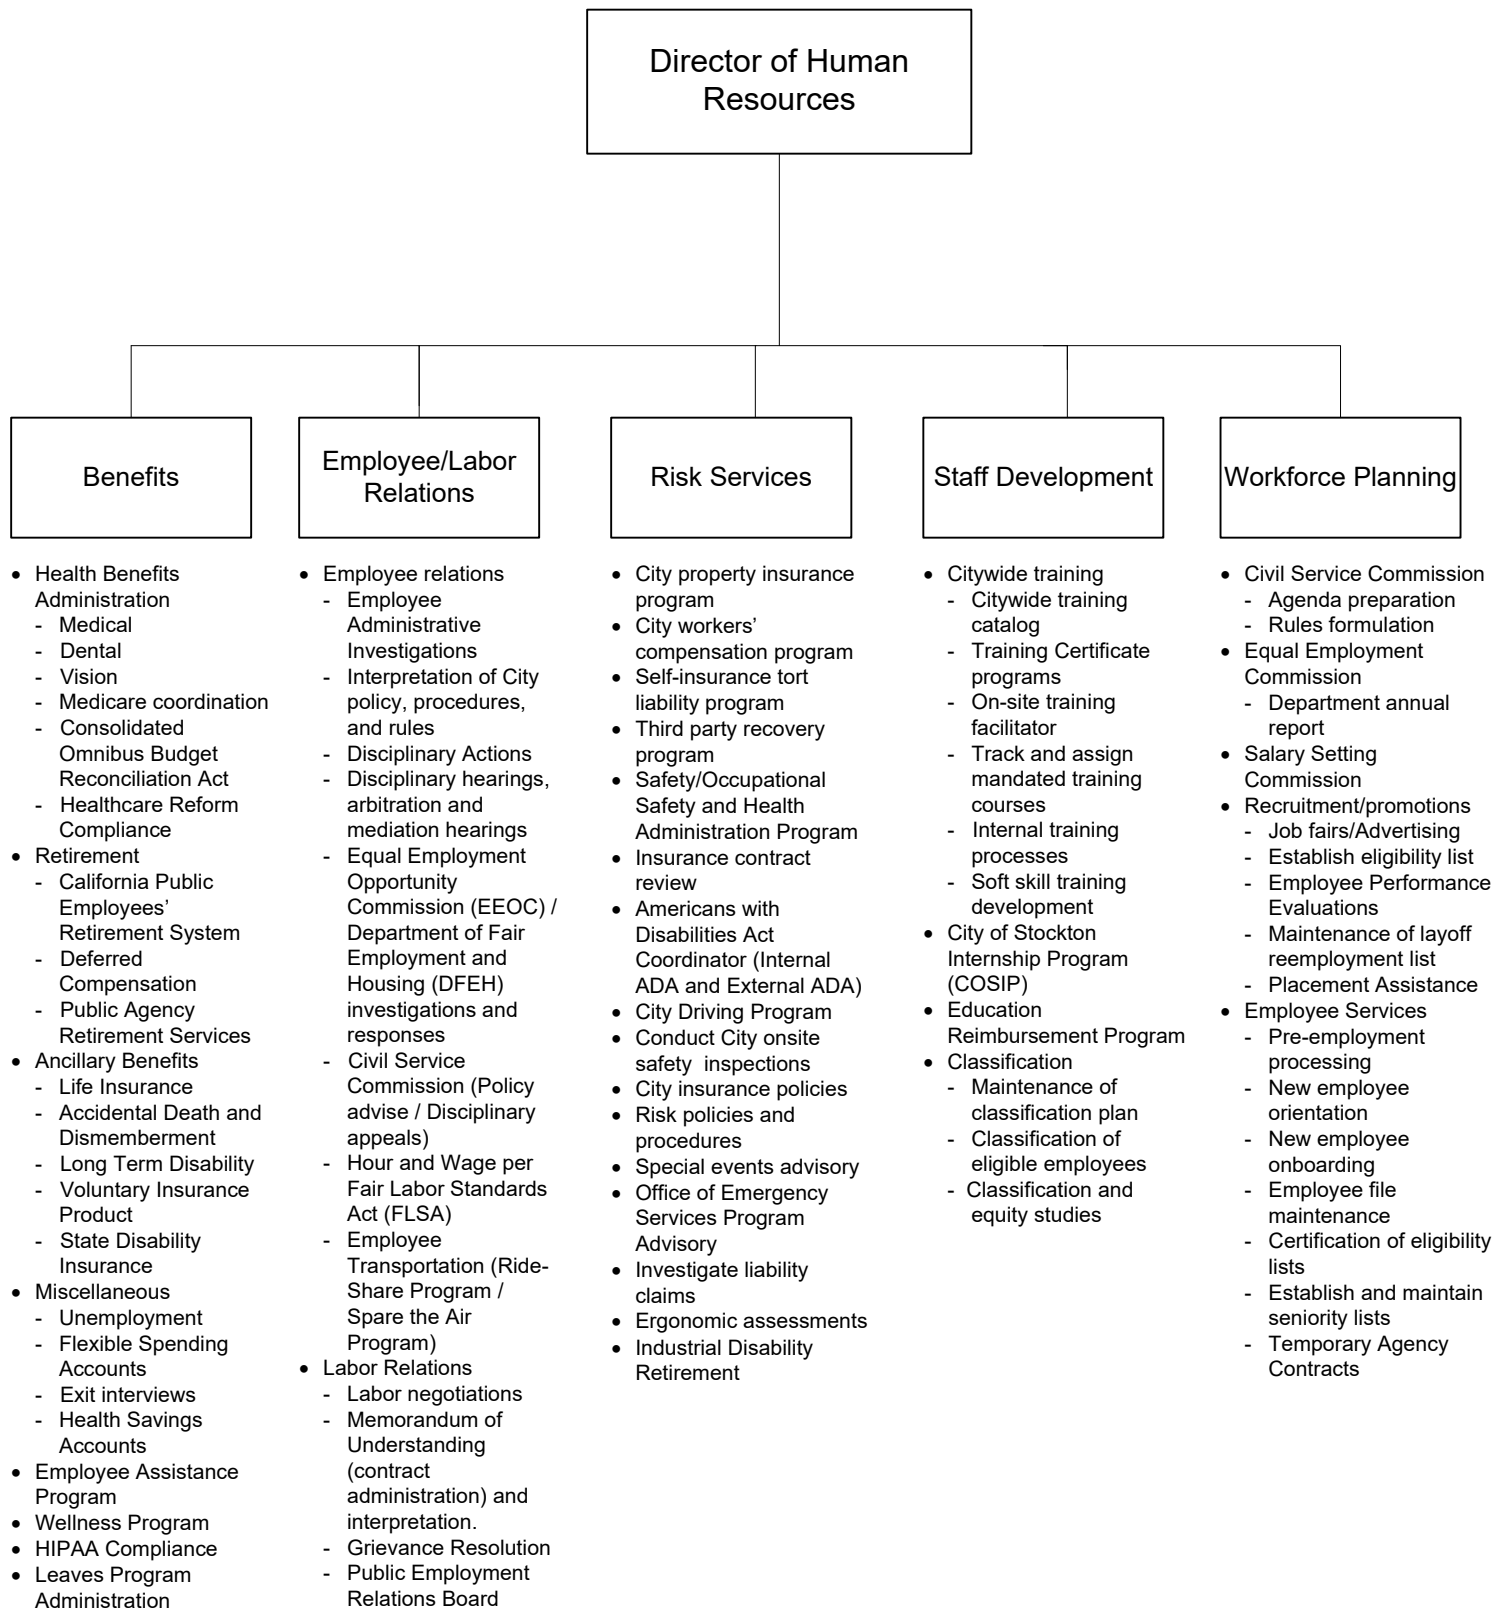 Director of Human
Resources
Benefits
Employee/Labor
Relations
Risk Services
Staff Development
Workforce Planning
• Health Benefits
Administration
- Medical
- Dental
- Vision
- Medicare coordination
- Consolidated
Omnibus Budget
Reconciliation Act
- Healthcare Reform
Compliance
• Retirement
- California Public
Employees’
Retirement System
- Deferred
Compensation
- Public Agency
Retirement Services
• Ancillary Benefits
- Life Insurance
- Accidental Death and
Dismemberment
- Long Term Disability
- Voluntary Insurance
Product
- State Disability
Insurance
• Miscellaneous
- Unemployment
- Flexible Spending
Accounts
- Exit interviews
- Health Savings
Accounts
• Employee Assistance
Program
• Wellness Program
• HIPAA Compliance
• Leaves Program
Administration
• Employee relations
- Employee
Administrative
Investigations
- Interpretation of City
policy, procedures,
and rules
- Disciplinary Actions
- Disciplinary hearings,
arbitration and
mediation hearings
- Equal Employment
Opportunity
Commission (EEOC) /
Department of Fair
Employment and
Housing (DFEH)
investigations and
responses
- Civil Service
Commission (Policy
advise / Disciplinary
appeals)
- Hour and Wage per
Fair Labor Standards
Act (FLSA)
- Employee
Transportation (Ride-
Share Program /
Spare the Air
Program)
• Labor Relations
- Labor negotiations
- Memorandum of
Understanding
(contract
administration) and
interpretation.
- Grievance Resolution
- Public Employment
Relations Board
• City property insurance
program
• City workers’
compensation program
• Self-insurance tort
liability program
• Third party recovery
program
• Safety/Occupational
Safety and Health
Administration Program
• Insurance contract
review
• Americans with
Disabilities Act
Coordinator (Internal
ADA and External ADA)
• City Driving Program
• Conduct City onsite
safety inspections
• City insurance policies
• Risk policies and
procedures
• Special events advisory
• Office of Emergency
Services Program
Advisory
• Investigate liability
claims
• Ergonomic assessments
• Industrial Disability
Retirement
• Citywide training
- Citywide training
catalog
- Training Certificate
programs
- On-site training
facilitator
- Track and assign
mandated training
courses
- Internal training
processes
- Soft skill training
development
• City of Stockton
Internship Program
(COSIP)
• Education
Reimbursement Program
• Classification
- Maintenance of
classification plan
- Classification of
eligible employees
- Classification and
equity studies
• Civil Service Commission
- Agenda preparation
- Rules formulation
• Equal Employment
Commission
- Department annual
report
• Salary Setting
Commission
• Recruitment/promotions
- Job fairs/Advertising
- Establish eligibility list
- Employee Performance
Evaluations
- Maintenance of layoff
reemployment list
- Placement Assistance
• Employee Services
- Pre-employment
processing
- New employee
orientation
- New employee
onboarding
- Employee file
maintenance
- Certification of eligibility
lists
- Establish and maintain
seniority lists
- Temporary Agency
Contracts